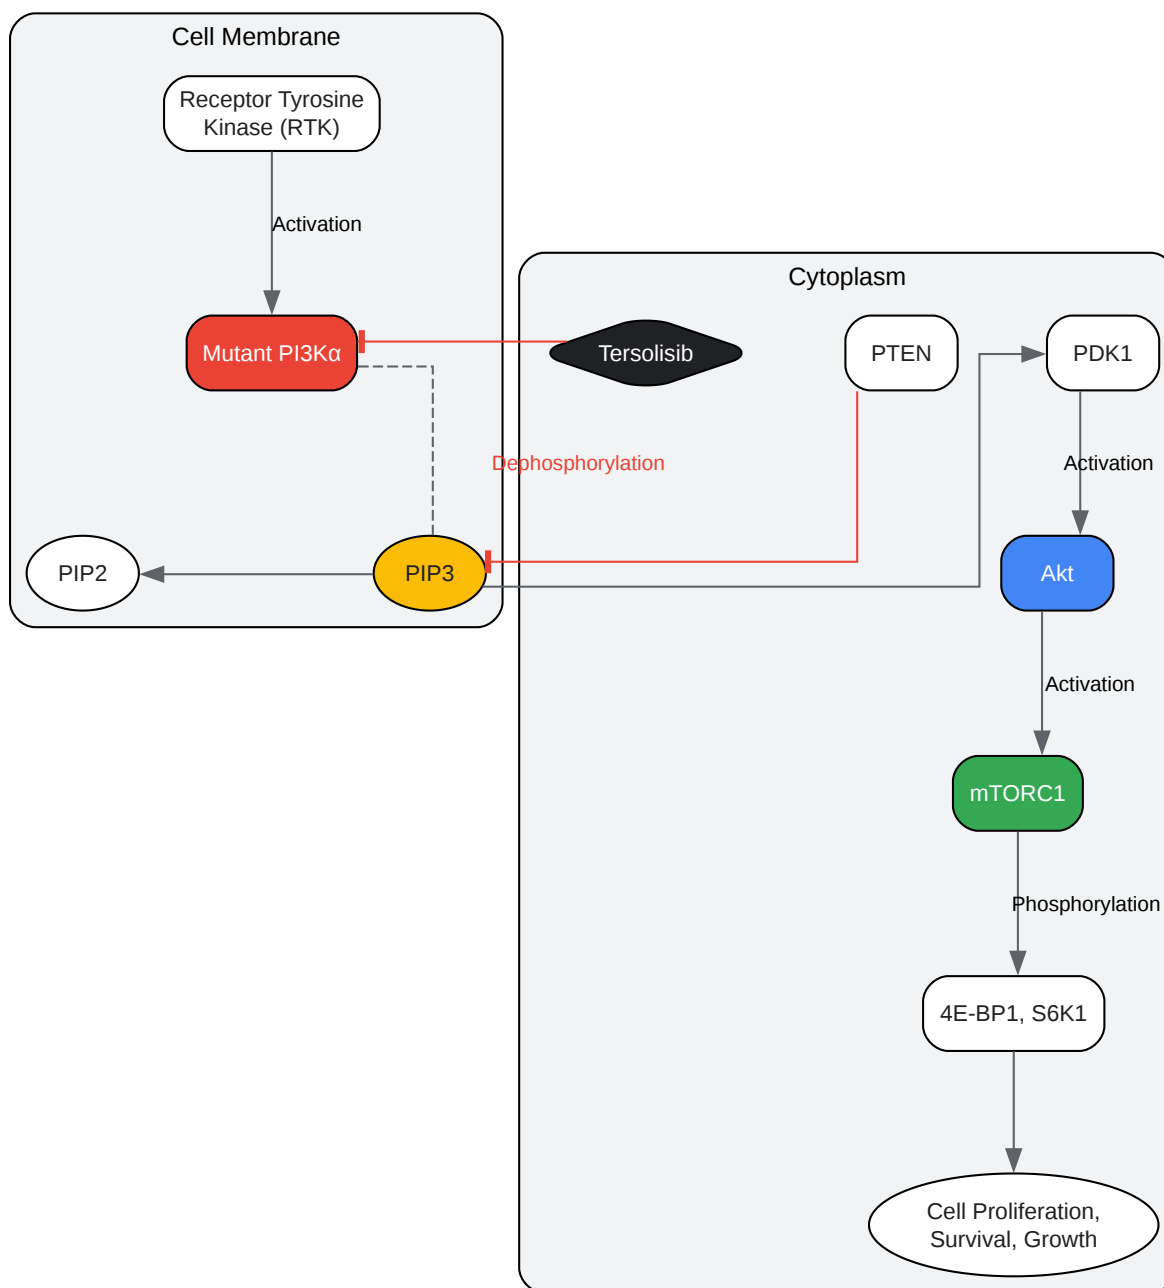 Cell Membrane
Receptor Tyrosine
Kinase (RTK)
Activation
Cytoplasm
Mutant PI3Kα
Tersolisib
PTEN
PDK1
Dephosphorylation
Activation
PIP2
PIP3
Akt
Activation
mTORC1
Phosphorylation
4E-BP1, S6K1
Cell Proliferation,
Survival, Growth